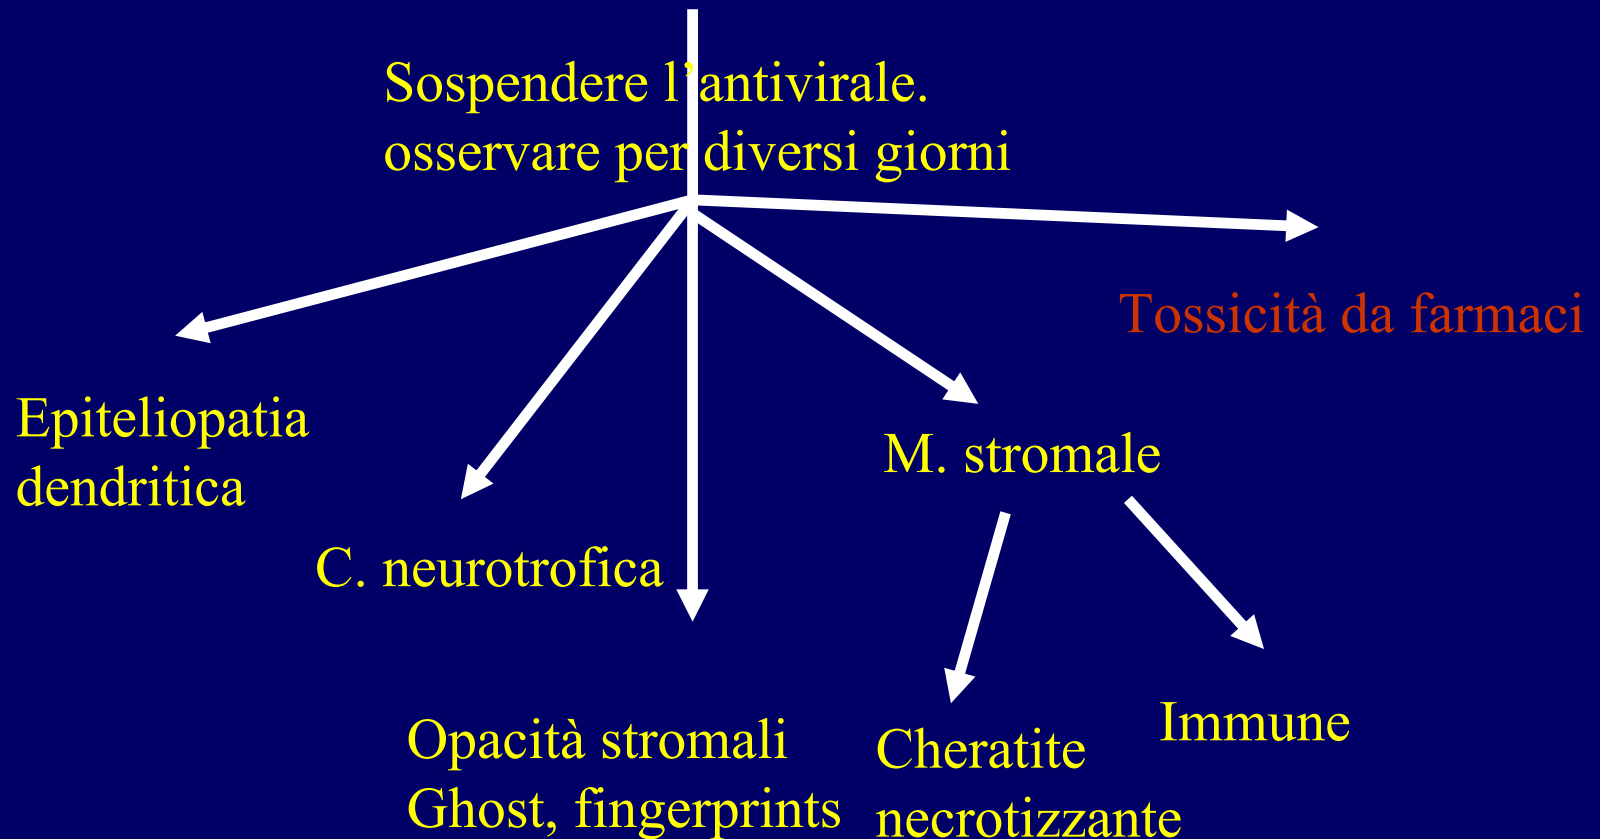 Sospendere l’antivirale.
osservare per diversi giorni
Tossicità da farmaci
Epiteliopatia
dendritica
M. stromale
C. neurotrofica
Opacità stromali
Ghost, fingerprints
Cheratite
necrotizzante
Immune